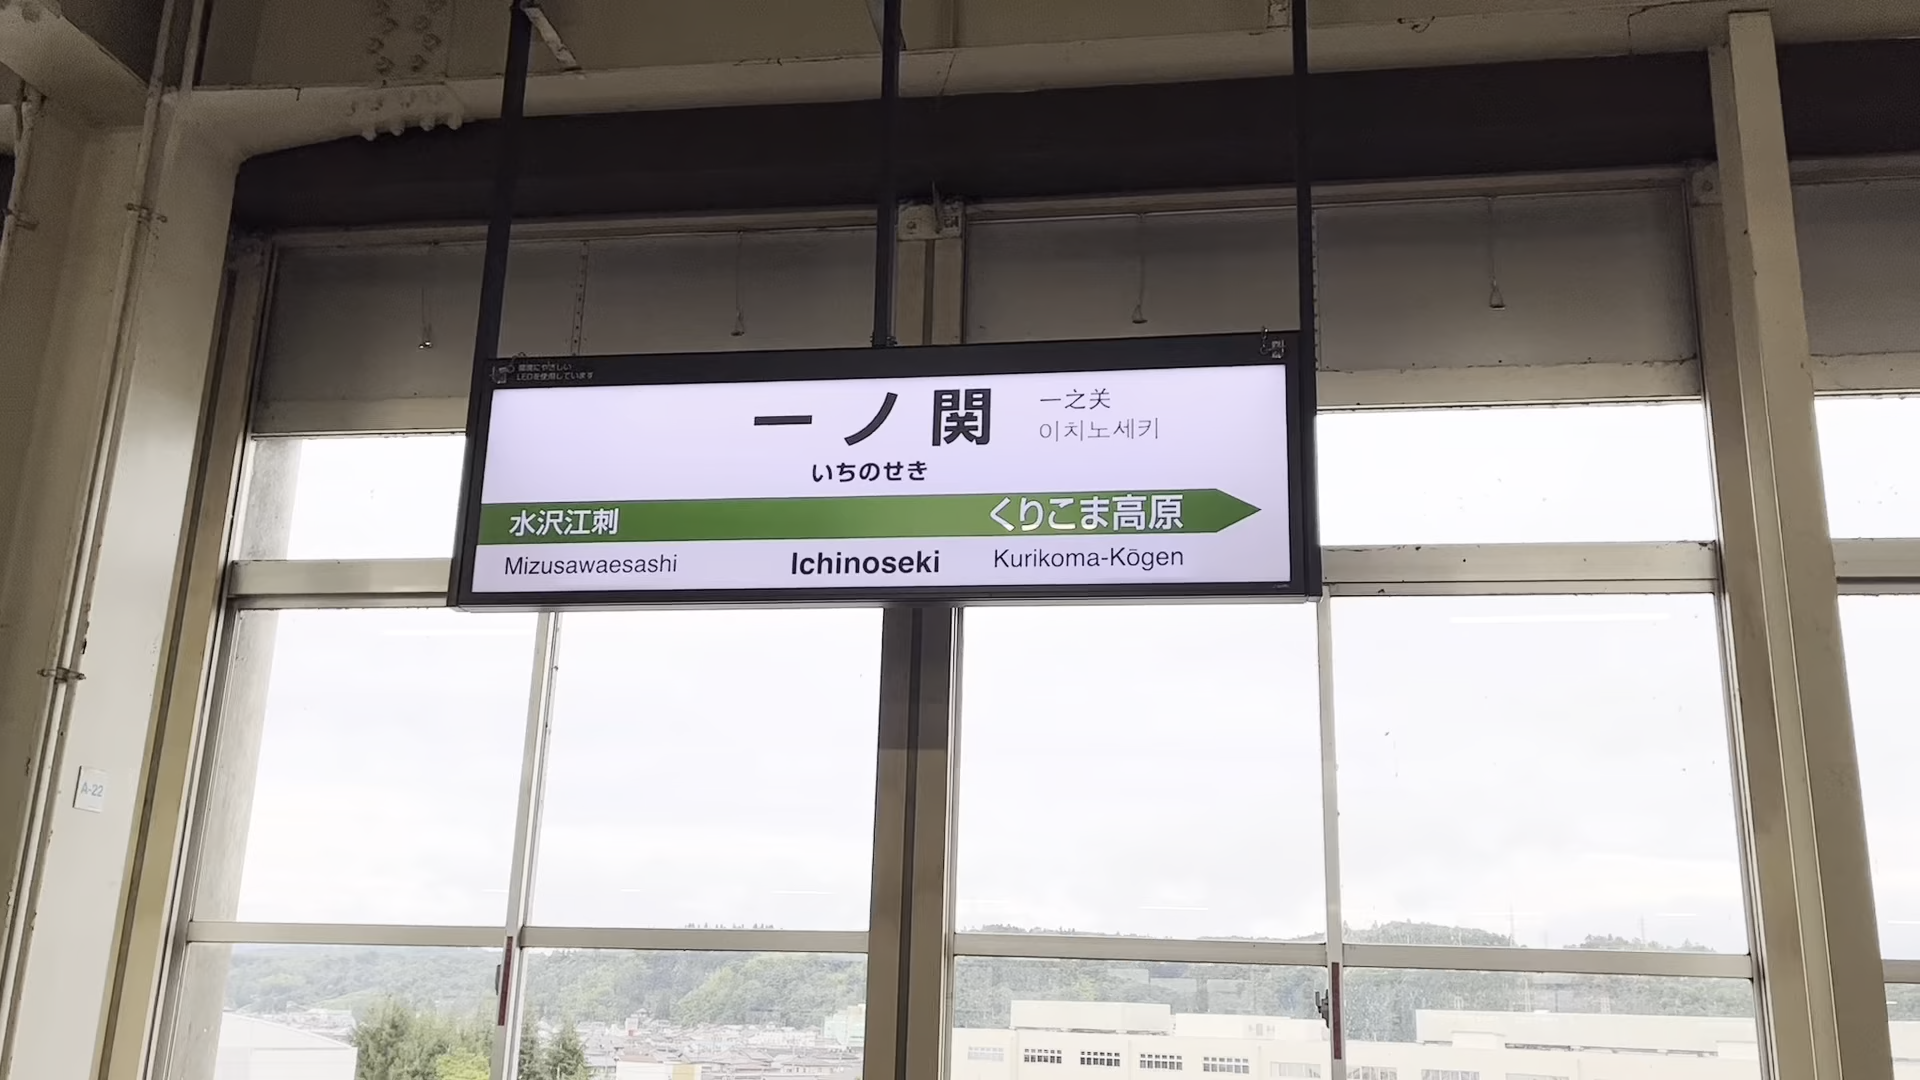 環境にやさしい
LEDを使用しています
一ノ関
一之关
이치노세키
いちのせき
水沢江刺
くりこま高原
Mizusawaesashi
Ichinoseki
Kurikoma-Kōgen
A-22